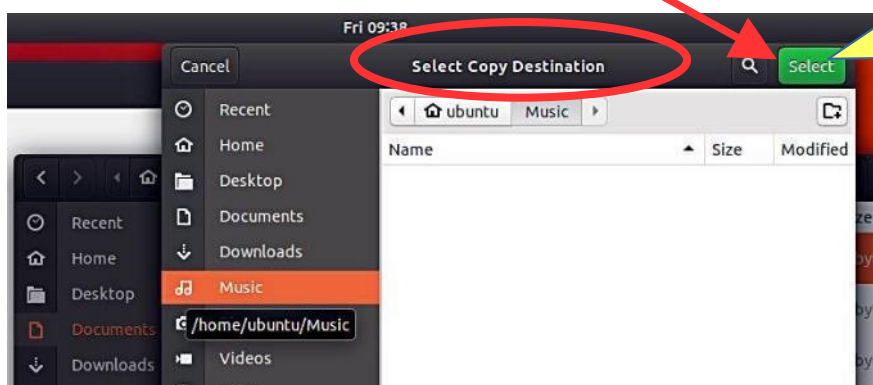 Fri 09:38
Cancel Select Copy Destination Select
Recent ubuntu Music
Home Name Size Modified
Desktop
Documents
Recent Downloads
Home Music
Desktop /home/ubuntu/Music
Documents
Downloads Videos